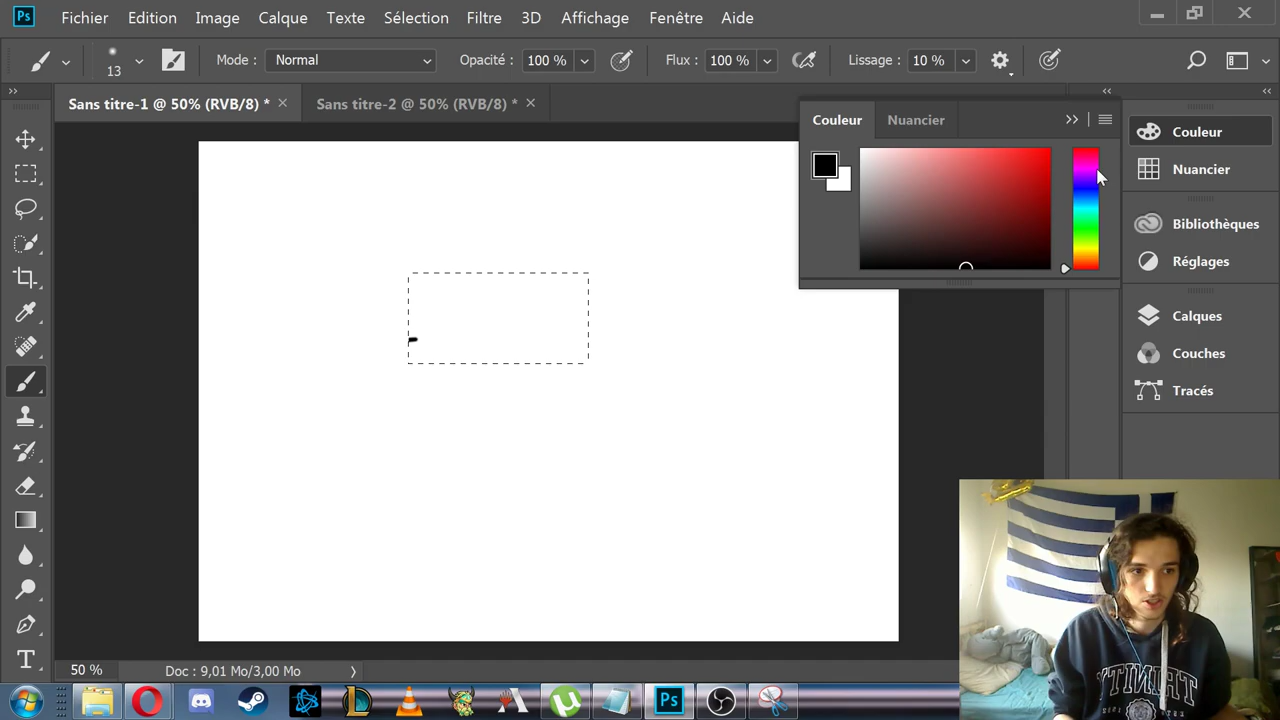 Ps Fichier Edition Image Calque Texte Sélection Filtre 3D Affichage Fenêtre Aide
13 Mode : Normal Opacité : 100 % Flux : 100 % Lissage : 10 %
Sans titre-1 @ 50% (RVB/8) * Sans titre-2 @ 50% (RVB/8) *
Couleur Nuancier
Couleur
Nuancier
Bibliothèques
Réglages
Calques
Couches
Tracés
T
50 % Doc : 9,01 Mo/3,00 Mo
Ps